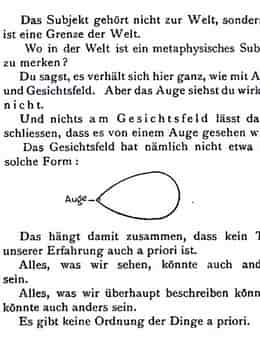 Das Subjekt gehört nicht zur Welt, sondern
ist eine Grenze der Welt.
Wo in der Welt ist ein metaphysisches Sub
zu merken?
Du sagst, es verhält sich hier ganz, wie mit A
und Gesichtsfeld. Aber das Auge siehst du wirk
nicht.
Und nichts am Gesichtsfeld lässt da
schliessen, dass es von einem Auge gesehen w
Das Gesichtsfeld hat nämlich nicht etwa
solche Form:
Auge
Das hängt damit zusammen, dass kein T
unserer Erfahrung auch a priori ist.
Alles, was wir sehen, könnte auch and
sein.
Alles, was wir überhaupt beschreiben könn
könnte auch anders sein.
Es gibt keine Ordnung der Dinge a priori.